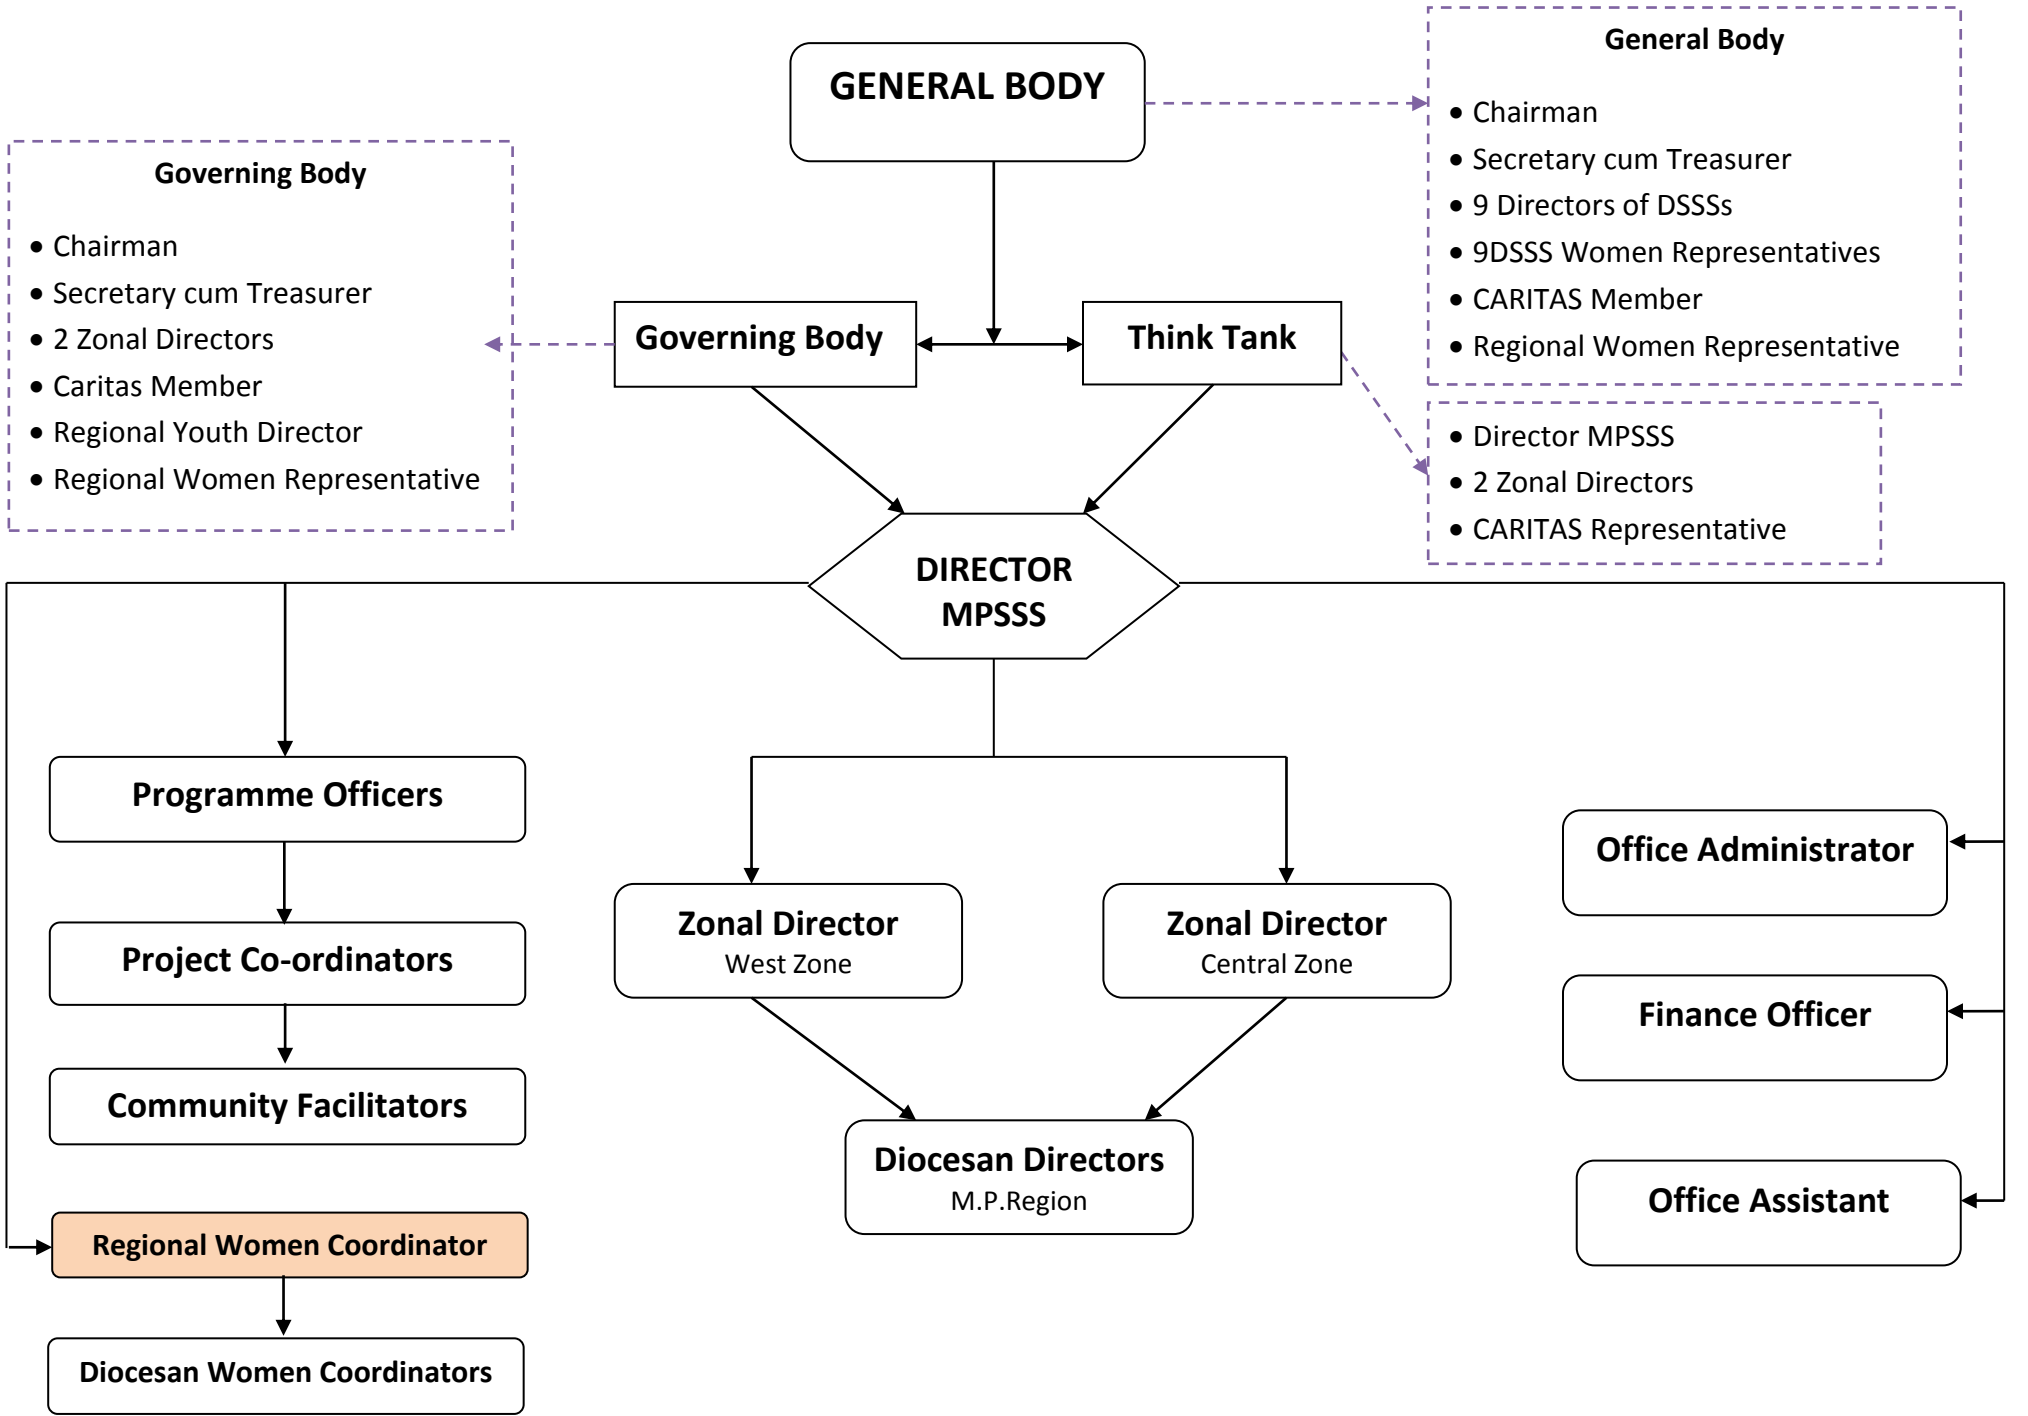 GENERAL BODY
General Body
• Chairman
• Secretary cum Treasurer
• 9 Directors of DSSSs
• 9DSSS Women Representatives
• CARITAS Member
• Regional Women Representative
Governing Body
• Chairman
• Secretary cum Treasurer
• 2 Zonal Directors
• Caritas Member
• Regional Youth Director
• Regional Women Representative
Governing Body
Think Tank
• Director MPSSS
• 2 Zonal Directors
• CARITAS Representative
DIRECTOR
MPSSS
Programme Officers
Project Co-ordinators
Community Facilitators
Regional Women Coordinator
Diocesan Women Coordinators
Zonal Director
West Zone
Zonal Director
Central Zone
Diocesan Directors
M.P.Region
Office Administrator
Finance Officer
Office Assistant